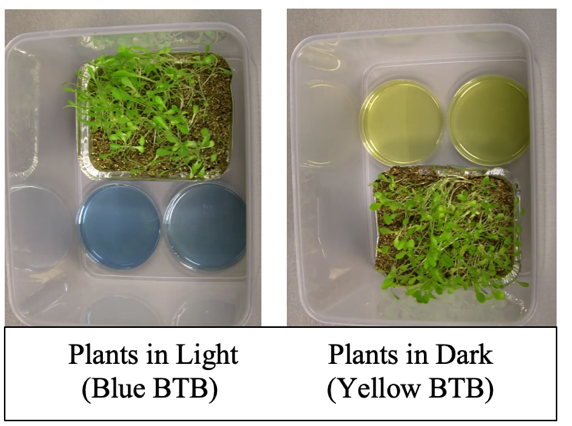 Plants in Light
(Blue BTB)
Plants in Dark
(Yellow BTB)